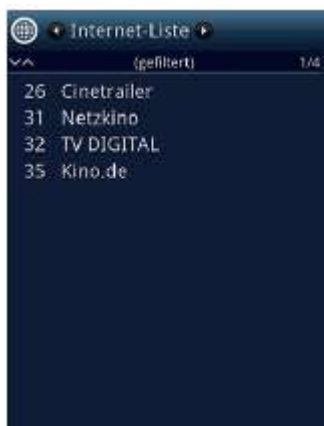 Internet-Liste
(gefiltert) 1/4
26 Cinetrailer
31 Netzkino
32 TV DIGITAL
35 Kino.de